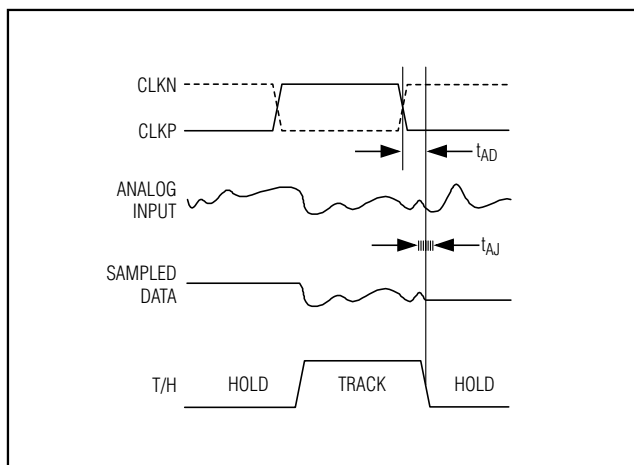 CLKN
CLKP
tAD
ANALOG
INPUT
tAJ
SAMPLED
DATA
T/H HOLD TRACK HOLD